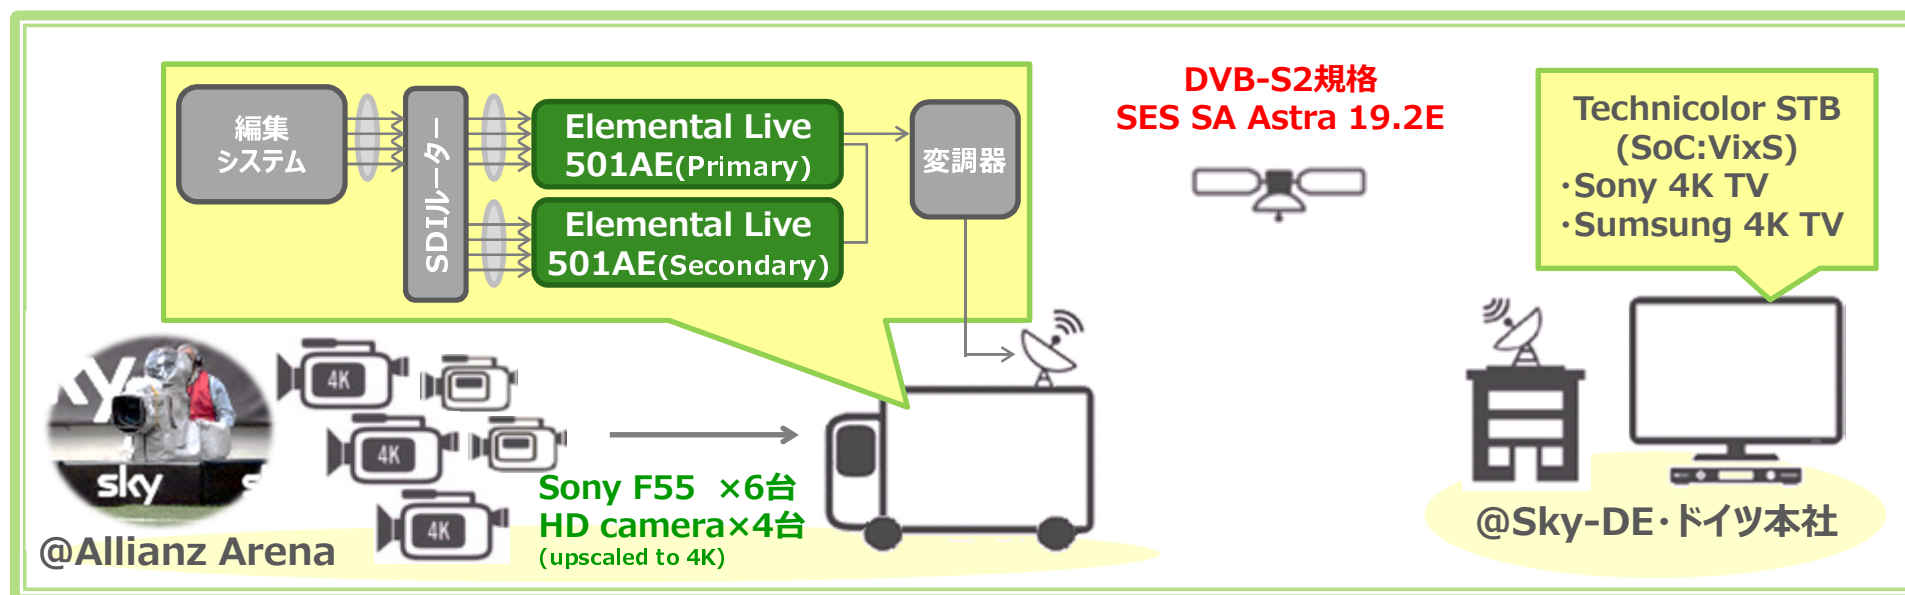 編集
システム
SDIルーター
Elemental Live
501AE(Primary)
Elemental Live
501AE(Secondary)
変調器
DVB-S2規格
SES SA Astra 19.2E
Technicolor STB
(SoC:VixS)
・Sony 4K TV
・Sumsung 4K TV
4K
4K
4K
ky
sky
s
@Allianz Arena
Sony F55 ×6台
HD camera×4台
(upscaled to 4K)
@Sky-DE・ドイツ本社